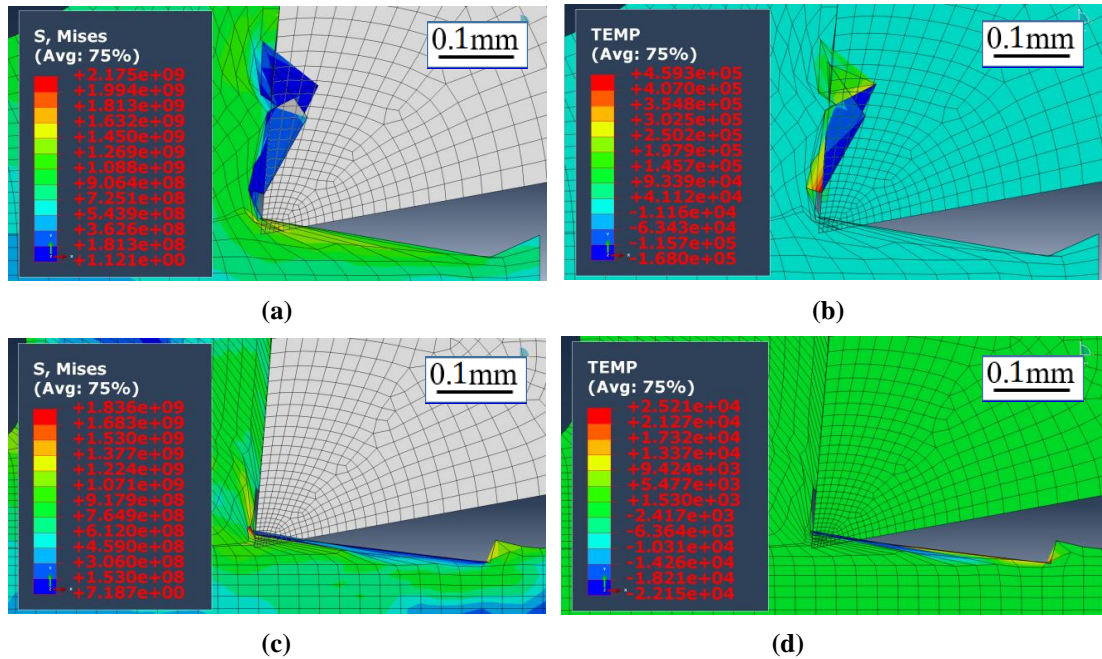 S, Mises
(Avg: 75%)
+2.175e+09
+1.994e+09
+1.813e+09
+1.632e+09
+1.450e+09
+1.269e+09
+1.088e+09
+9.064e+08
+7.251e+08
+5.439e+08
+3.626e+08
+1.813e+08
+1.121e+00
0.1mm
(a)
TEMP
(Avg: 75%)
+4.593e+05
+4.070e+05
+3.548e+05
+3.025e+05
+2.502e+05
+1.979e+05
+1.457e+05
+9.339e+04
+4.112e+04
-1.116e+04
-6.343e+04
-1.157e+05
-1.680e+05
0.1mm
(b)
S, Mises
(Avg: 75%)
+1.836e+09
+1.683e+09
+1.530e+09
+1.377e+09
+1.224e+09
+1.071e+09
+9.179e+08
+7.649e+08
+6.120e+08
+4.590e+08
+3.060e+08
+1.530e+08
+7.187e+00
0.1mm
(c)
TEMP
(Avg: 75%)
+2.521e+04
+2.127e+04
+1.732e+04
+1.337e+04
+9.424e+03
+5.477e+03
+1.530e+03
-2.417e+03
-6.364e+03
-1.031e+04
-1.426e+04
-1.821e+04
-2.215e+04
0.1mm
(d)